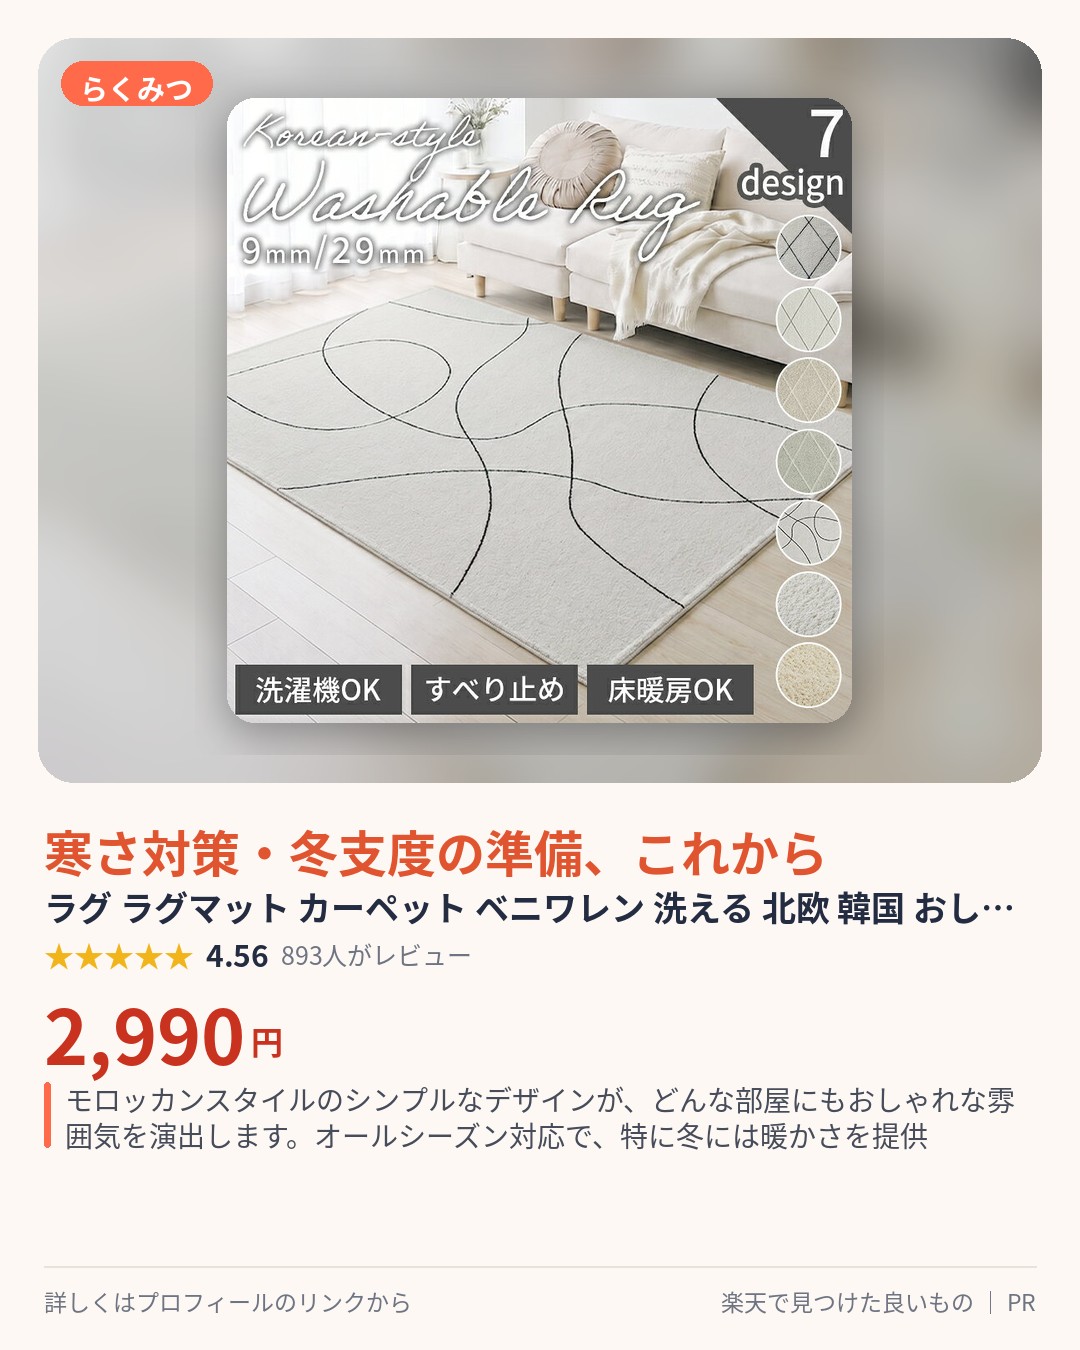 らくみつ
Korean-style
Washable Rug
9mm/29mm
7
design
洗濯機OK
すべり止め
床暖房OK
寒さ対策・冬支度の準備、これから
ラグ ラグマット カーペット ベニワレン 洗える 北欧 韓国 おし…
★★★★★ 4.56 893人がレビュー
2,990円
モロッカンスタイルのシンプルなデザインが、どんな部屋にもおしゃれな雰
囲気を演出します。オールシーズン対応で、特に冬には暖かさを提供
詳しくはプロフィールのリンクから
楽天で見つけた良いもの｜PR